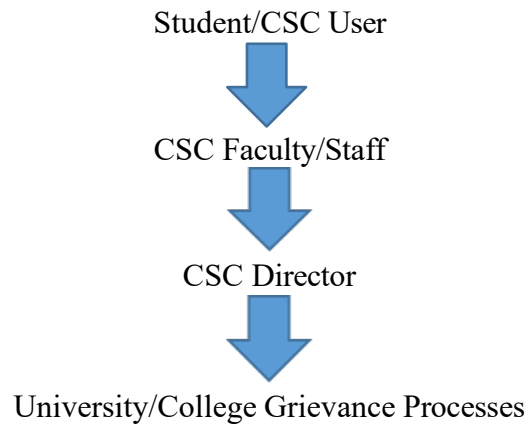 Student/CSC User
CSC Faculty/Staff
CSC Director
University/College Grievance Processes